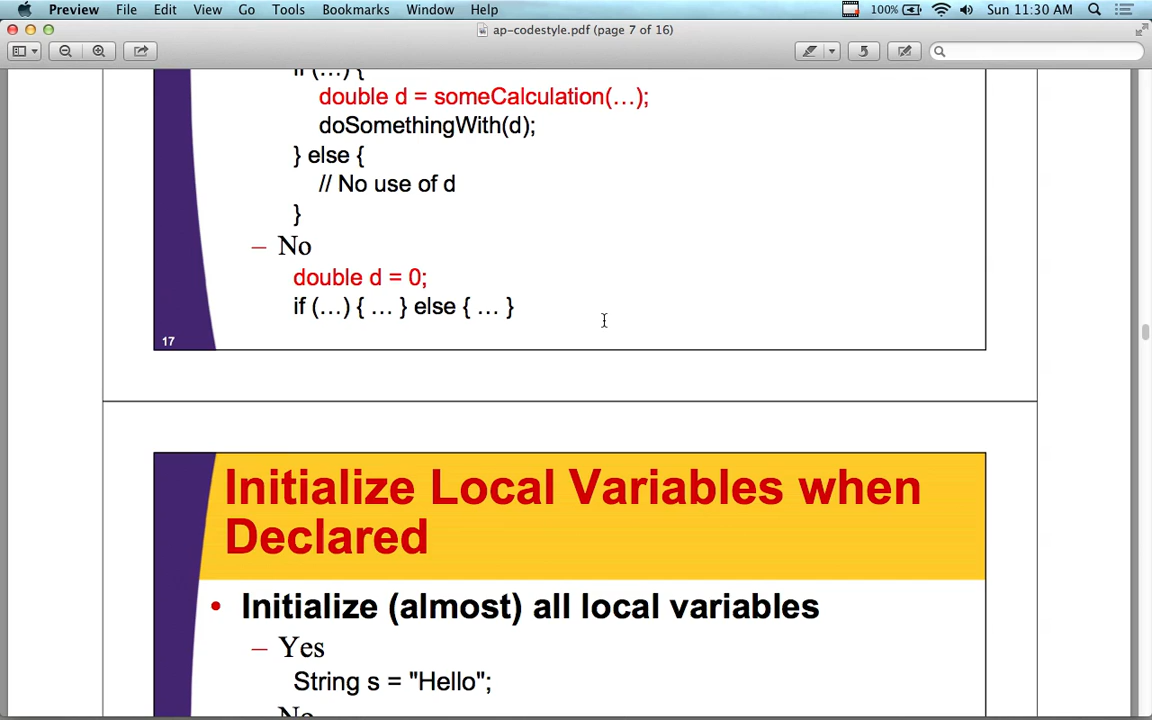 Preview File Edit View Go Tools Bookmarks Window Help 100% Sun 11:30 AM
ap-codestyle.pdf (page 7 of 16)
if (…) {
double d = someCalculation(…);
doSomethingWith(d);
} else {
// No use of d
}
– No
double d = 0;
if (…) { … } else { … }
17
Initialize Local Variables when
Declared
• Initialize (almost) all local variables
– Yes
String s = "Hello";
No